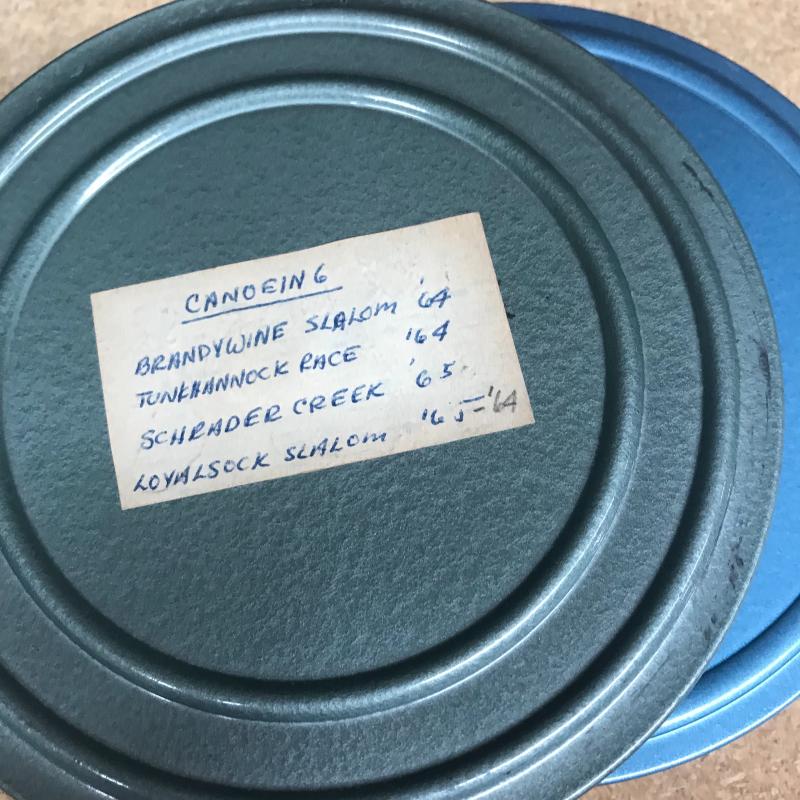 CANOEING
BRANDYWINE SLALOM '64
TUNKHANNOCK RACE '64
SCHRADER CREEK '65
LOYALSOCK SLALOM '65-'64